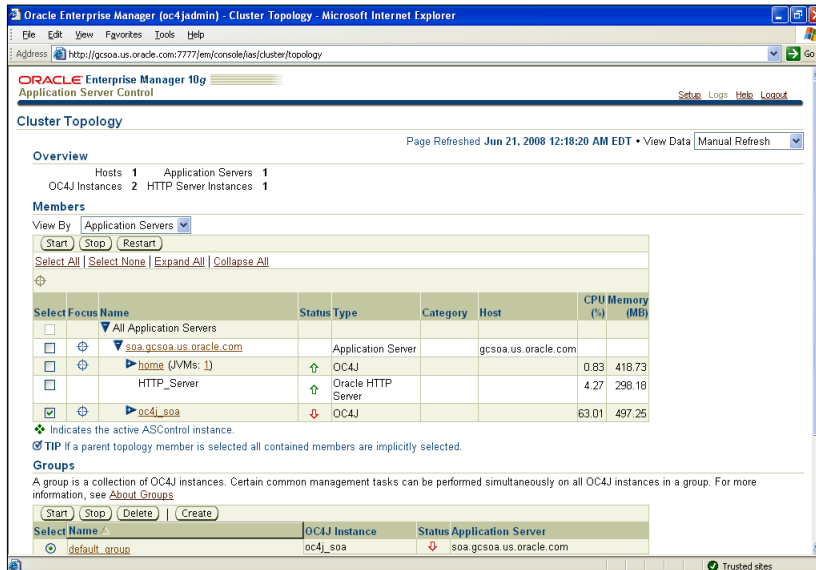 Oracle Enterprise Manager (oc4jadmin) - Cluster Topology - Microsoft Internet Explorer
File Edit View Favorites Tools Help
Address http://gcsoa.us.oracle.com:7777/em/console/ias/cluster/topology Go
ORACLE Enterprise Manager 10g
Application Server Control
Setup Logs Help Logout
Cluster Topology
Page Refreshed Jun 21, 2008 12:18:20 AM EDT • View Data Manual Refresh
Overview
Hosts 1 Application Servers 1
OC4J Instances 2 HTTP Server Instances 1
Members
View By Application Servers
Start Stop Restart
Select All | Select None | Expand All | Collapse All
Select Focus Name Status Type Category Host CPU (%) Memory (MB)
All Application Servers
soa.gcsoa.us.oracle.com Application Server gcsoa.us.oracle.com
home (JVMs: 1) OC4J 0.83 418.73
HTTP_Server Oracle HTTP Server 4.27 298.18
oc4j_soa OC4J 63.01 497.25
Indicates the active ASControl instance.
TIP If a parent topology member is selected all contained members are implicitly selected.
Groups
A group is a collection of OC4J instances. Certain common management tasks can be performed simultaneously on all OC4J instances in a group. For more
information, see About Groups
Start Stop Delete | Create
Select Name OC4J Instance Status Application Server
default_group oc4j_soa soa.gcsoa.us.oracle.com
Trusted sites